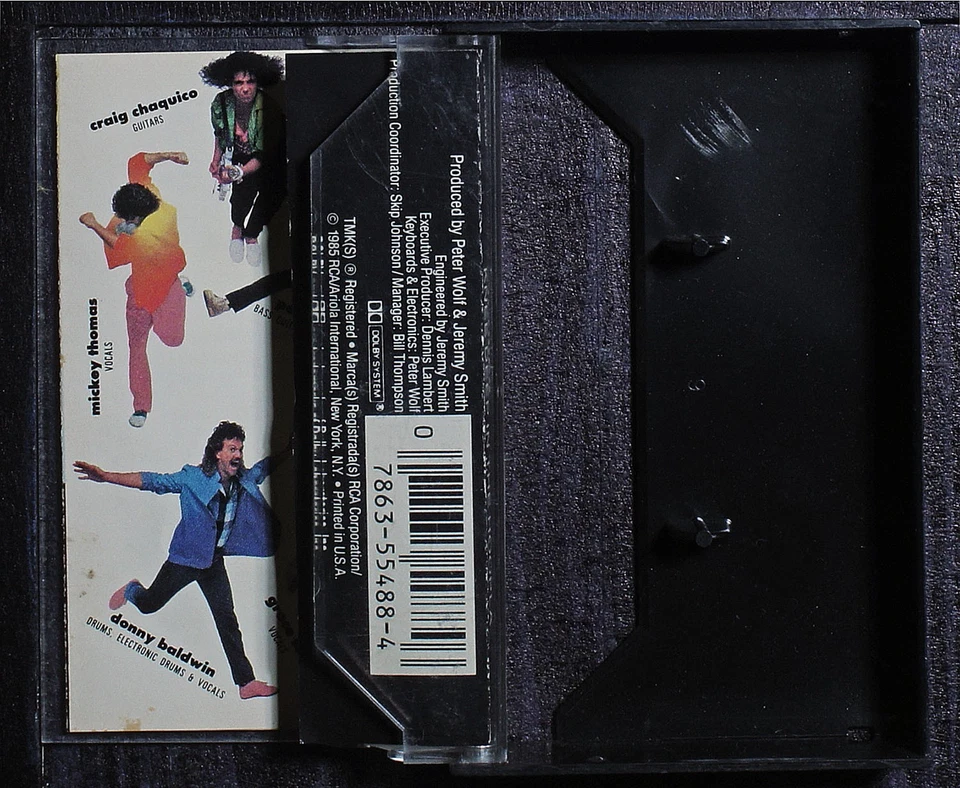 craig chaquico
GUITARS
mickey thomas
VOCALS
BASS
donny baldwin
DRUMS, ELECTRONIC DRUMS & VOCALS
Produced by Peter Wolf & Jeremy Smith
Engineered by Jeremy Smith
Executive Producer: Dennis Lambert
Keyboards & Electronics: Peter Wolf
Production Coordinator: Skip Johnson/Manager: Bill Thompson
DOLBY SYSTEM ®
TMK(S) ® Registered • Marca(s) Registrada(s) RCA Corporation/
© 1985 RCA/Ariola International, New York, N.Y. • Printed in U.S.A.
0 7863-55488-4